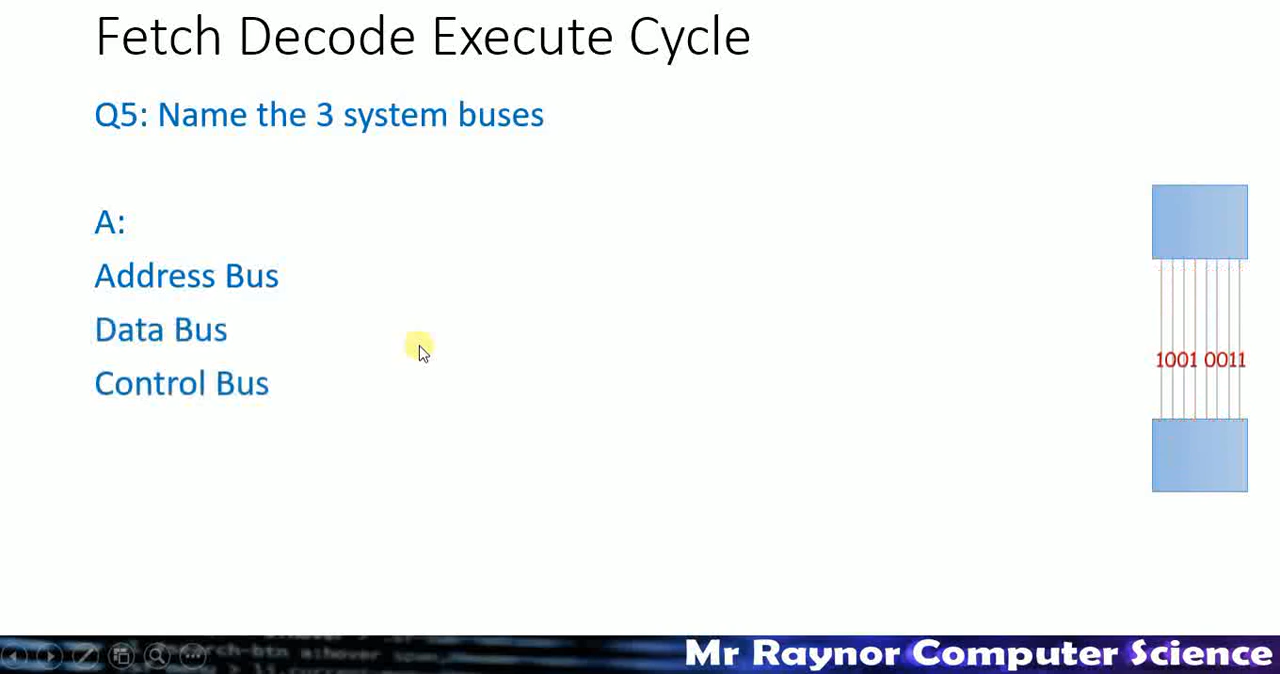 Fetch Decode Execute Cycle
Q5: Name the 3 system buses
A:
Address Bus
Data Bus
Control Bus
1001 0011
Mr Raynor Computer Science